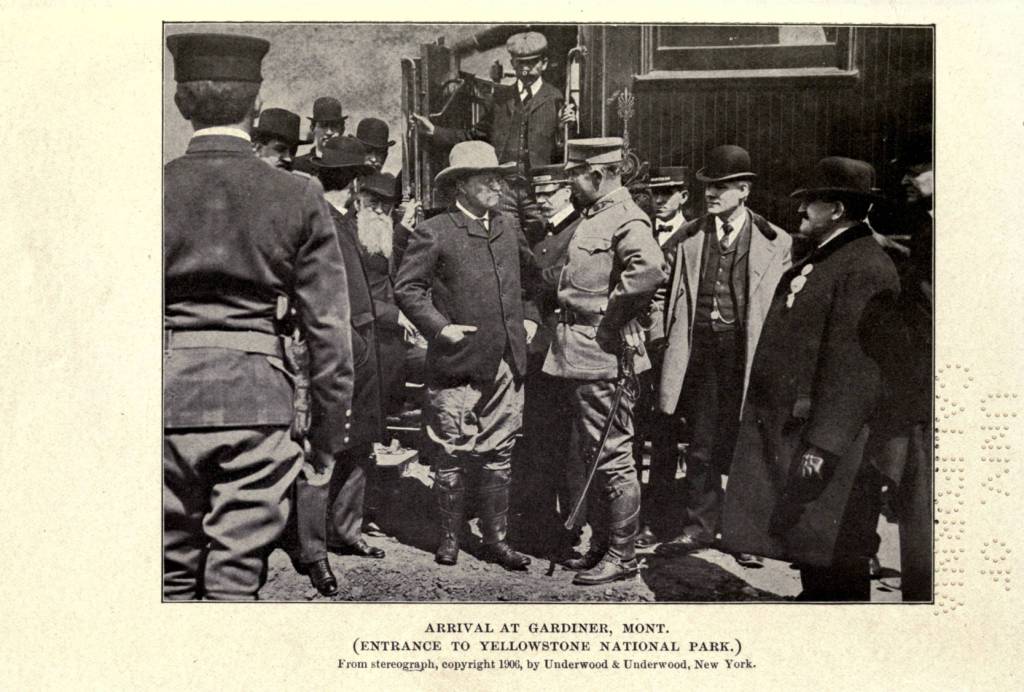 ARRIVAL AT GARDINER, MONT.
(ENTRANCE TO YELLOWSTONE NATIONAL PARK.)
From stereograph, copyright 1906, by Underwood & Underwood, New York.